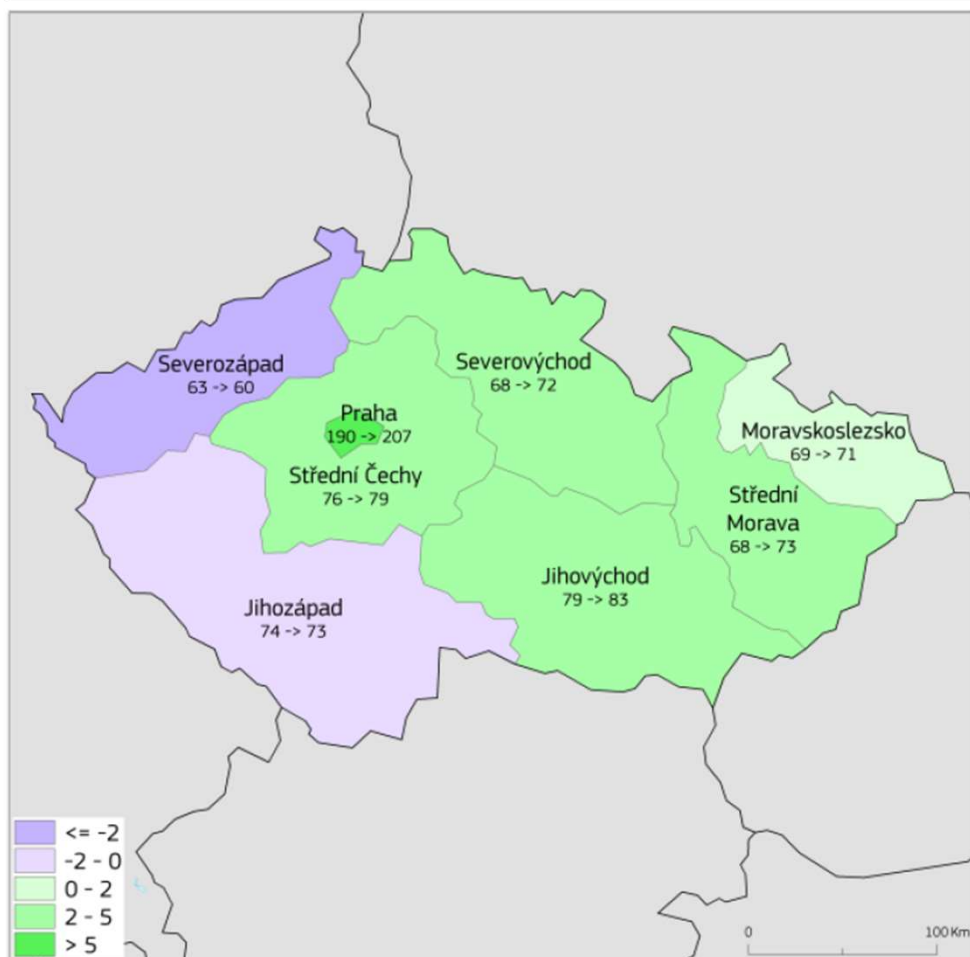 Severozápad
63 -> 60
Severovýchod
68 -> 72
Praha
190 -> 207
Střední Čechy
76 -> 79
Moravskoslezsko
69 -> 71
Střední
Morava
68 -> 73
Jihovýchod
79 -> 83
Jihozápad
74 -> 73
<= -2
-2 - 0
0 - 2
2 - 5
> 5
0 100 Km